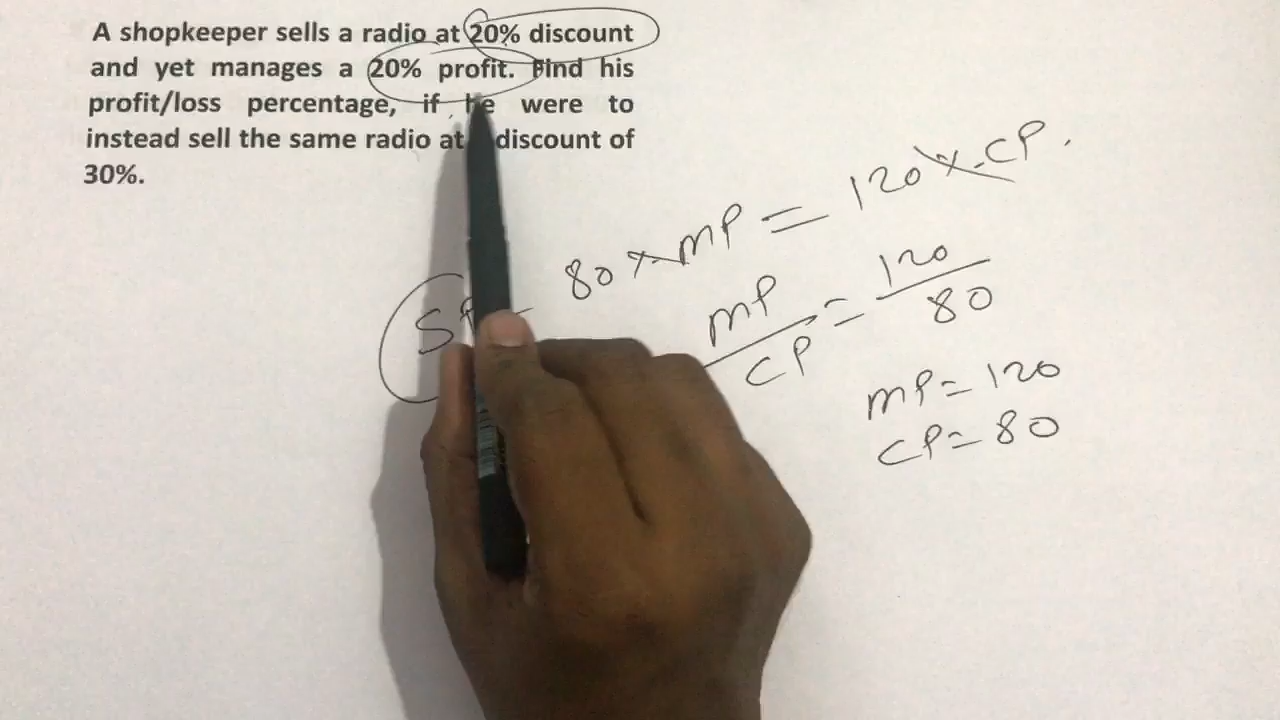 A shopkeeper sells a radio at 20% discount
and yet manages a 20% profit. Find his
profit/loss percentage, if he were to
instead sell the same radio at discount of
30%.
80 × MP = 120 × CP.
MP/CP = 120/80
MP = 120
CP = 80